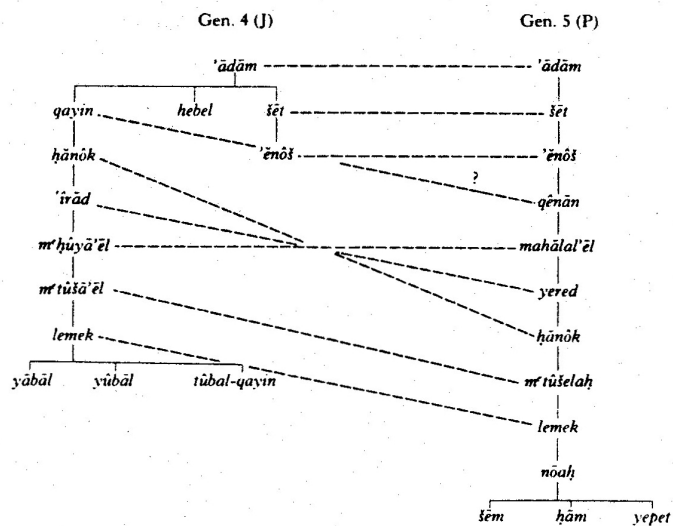 Gen. 4 (J) Gen. 5 (P)
'ādām 'ādām
qayin hebel šēt šēt
ḥănôk 'ĕnôš 'ĕnôš
?
'îrād qênān
mᵉḥûyā'ēl mahălal'ēl
mᵉtûšā'ēl yered
lemek ḥănôk
yābāl yûbāl tûbal-qayin mᵉtûšelaḥ
lemek
nōaḥ
šēm ḥām yepet